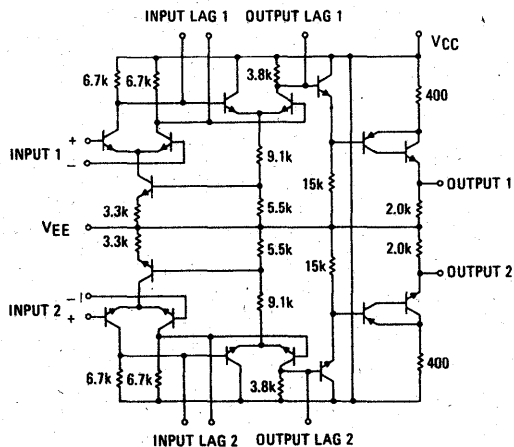 INPUT LAG 1 OUTPUT LAG 1
VCC
6.7k 6.7k 3.8k 400
+
INPUT 1
−
9.1k
15k
OUTPUT 1
3.3k 5.5k 2.0k
VEE
3.3k 5.5k 2.0k
15k
OUTPUT 2
−
INPUT 2
+
9.1k
6.7k 6.7k 3.8k 400
INPUT LAG 2 OUTPUT LAG 2